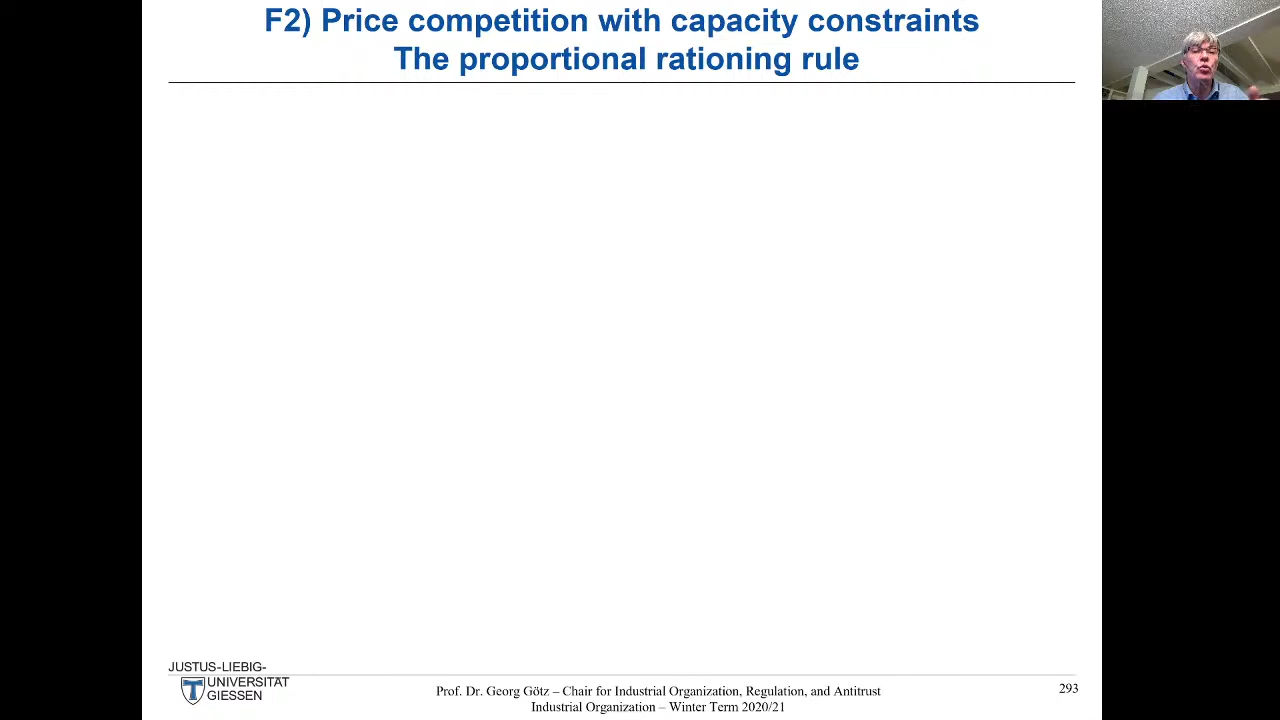 F2) Price competition with capacity constraints
The proportional rationing rule
JUSTUS-LIEBIG-
UNIVERSITÄT
GIESSEN
Prof. Dr. Georg Götz – Chair for Industrial Organization, Regulation, and Antitrust
Industrial Organization – Winter Term 2020/21
293